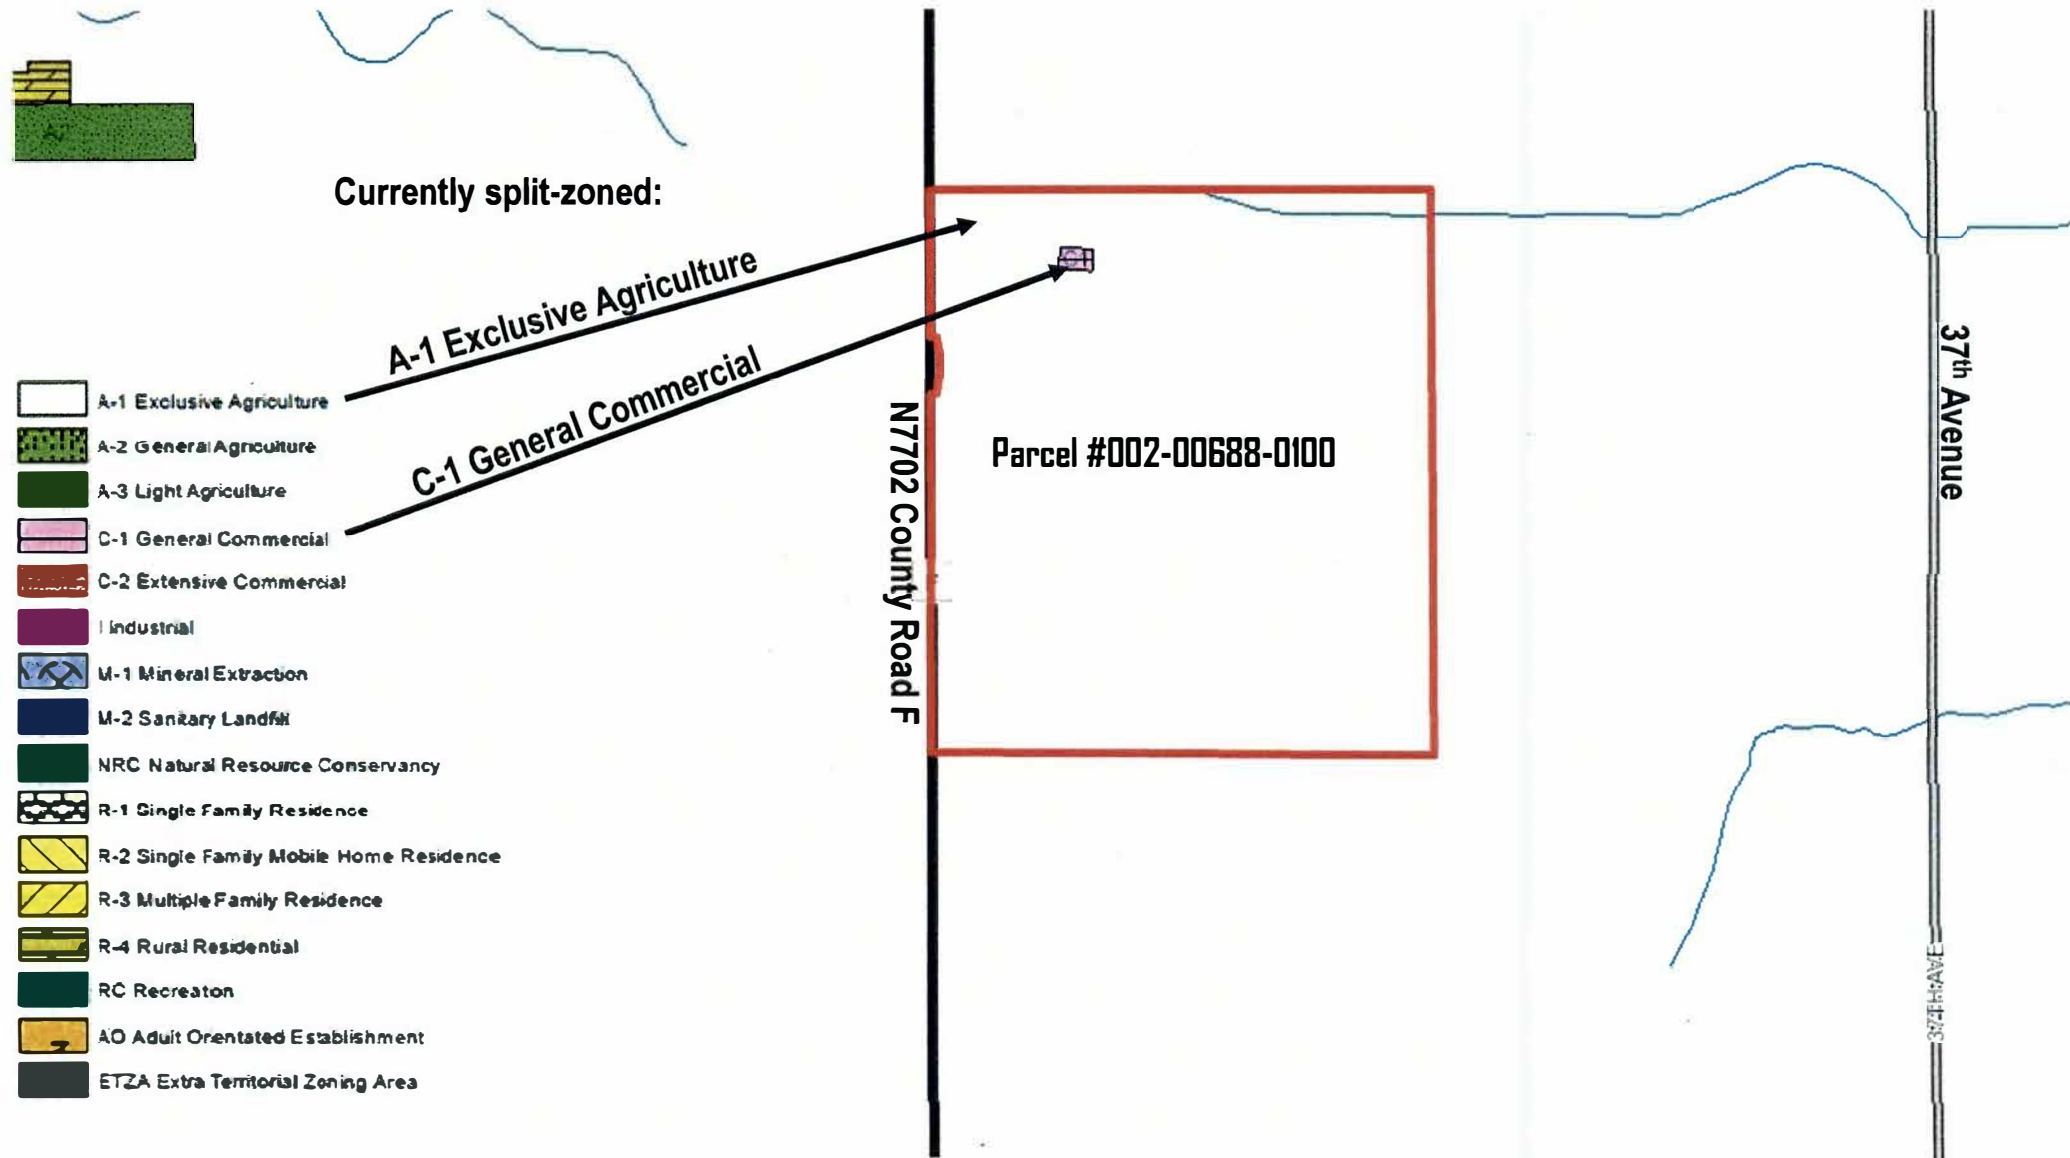 Currently split-zoned:
A-1 Exclusive Agriculture
C-1 General Commercial
A-1 Exclusive Agriculture
A-2 General Agriculture
A-3 Light Agriculture
C-1 General Commercial
C-2 Extensive Commercial
I Industrial
M-1 Mineral Extraction
M-2 Sanitary Landfill
NRC Natural Resource Conservancy
R-1 Single Family Residence
R-2 Single Family Mobile Home Residence
R-3 Multiple Family Residence
R-4 Rural Residential
RC Recreaton
AO Adult Orientated Establishment
ETZA Extra Territorial Zoning Area
N7702 County Road F
Parcel #002-00688-0100
37th Avenue
37TH AVE